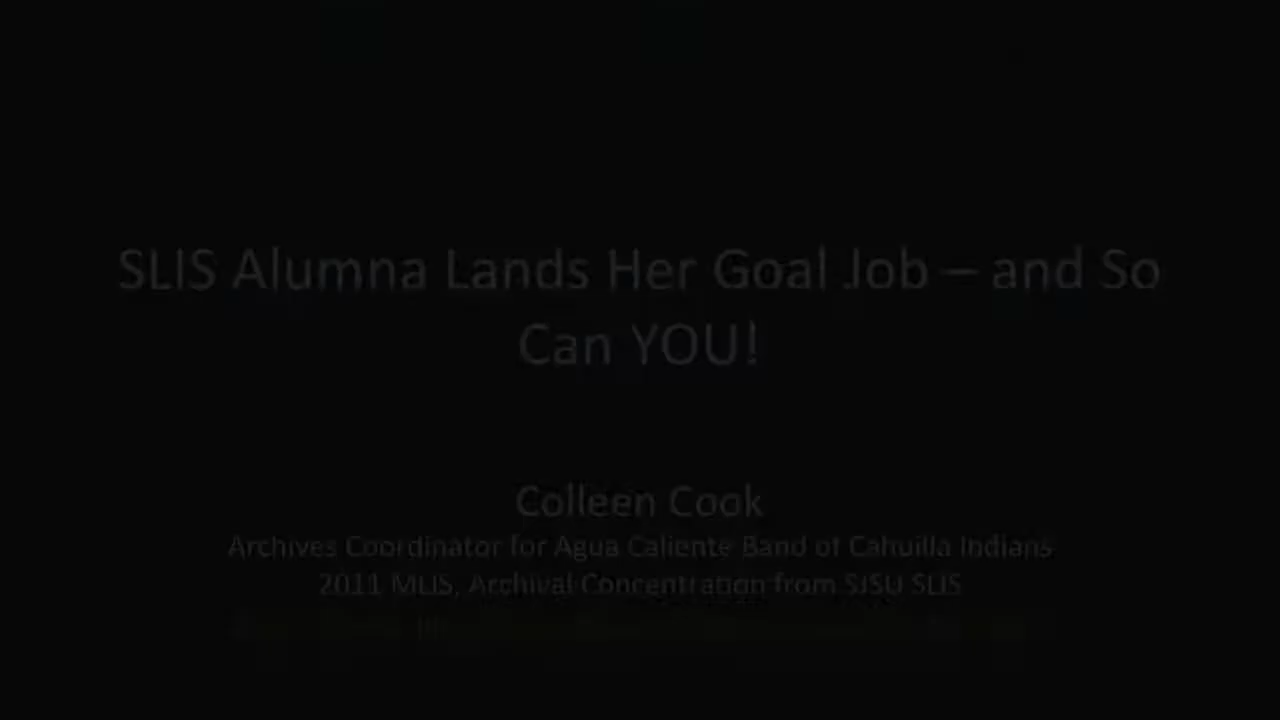 SLIS Alumna Lands Her Goal Job – and So
Can YOU!
Colleen Cook
Archives Coordinator for Agua Caliente Band of Cahuilla Indians
2011 MLIS, Archival Concentration from SJSU SLIS